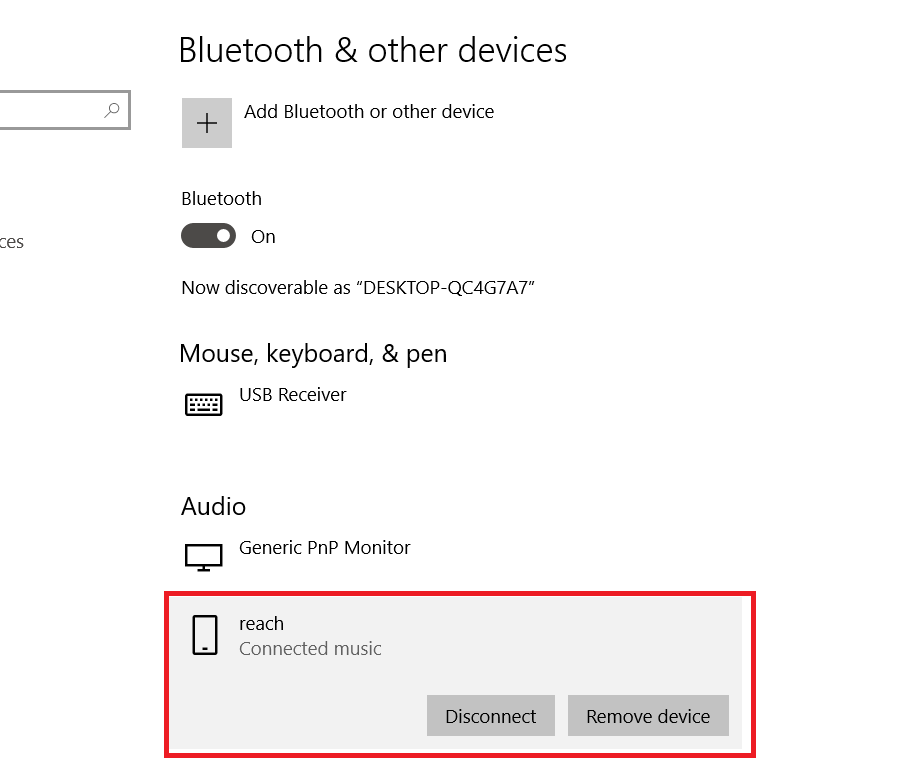 Bluetooth & other devices
Add Bluetooth or other device
Bluetooth
On
ces
Now discoverable as “DESKTOP-QC4G7A7”
Mouse, keyboard, & pen
USB Receiver
Audio
Generic PnP Monitor
reach
Connected music
Disconnect
Remove device